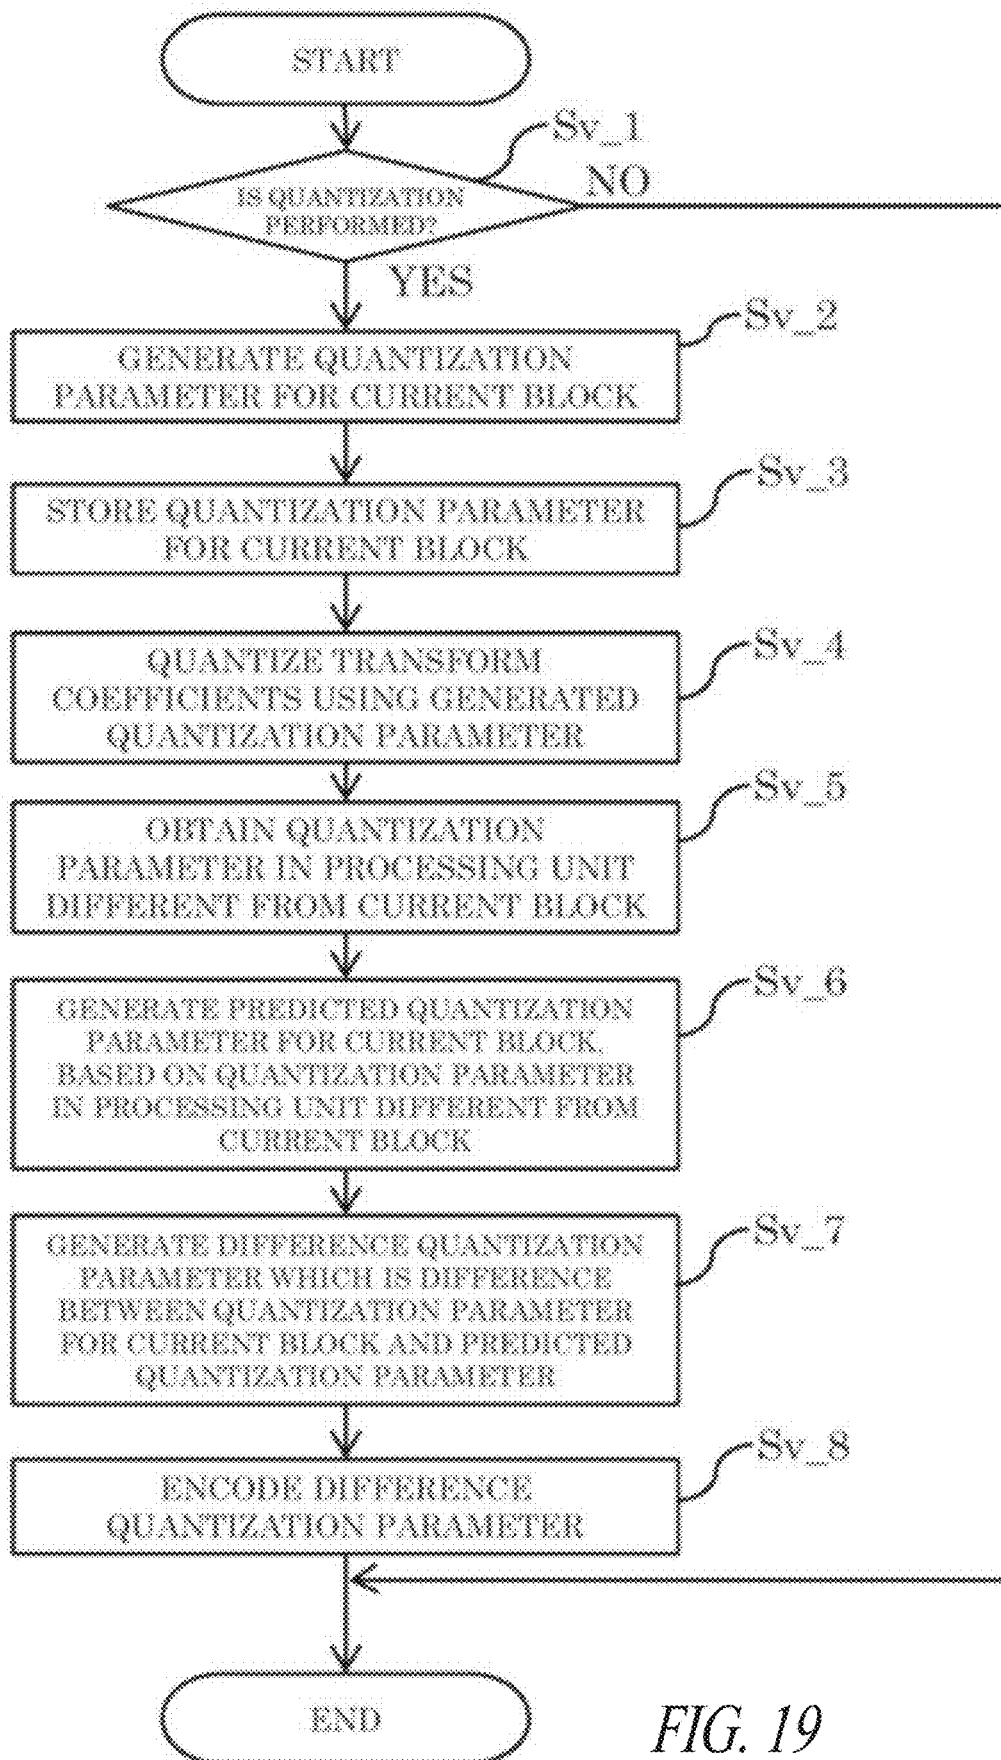 START
Sv_1
IS QUANTIZATION
PERFORMED?
NO
YES
Sv_2
GENERATE QUANTIZATION
PARAMETER FOR CURRENT BLOCK
Sv_3
STORE QUANTIZATION PARAMETER
FOR CURRENT BLOCK
Sv_4
QUANTIZE TRANSFORM
COEFFICIENTS USING GENERATED
QUANTIZATION PARAMETER
Sv_5
OBTAIN QUANTIZATION
PARAMETER IN PROCESSING UNIT
DIFFERENT FROM CURRENT BLOCK
Sv_6
GENERATE PREDICTED QUANTIZATION
PARAMETER FOR CURRENT BLOCK,
BASED ON QUANTIZATION PARAMETER
IN PROCESSING UNIT DIFFERENT FROM
CURRENT BLOCK
Sv_7
GENERATE DIFFERENCE QUANTIZATION
PARAMETER WHICH IS DIFFERENCE
BETWEEN QUANTIZATION PARAMETER
FOR CURRENT BLOCK AND PREDICTED
QUANTIZATION PARAMETER
Sv_8
ENCODE DIFFERENCE
QUANTIZATION PARAMETER
END
FIG. 19